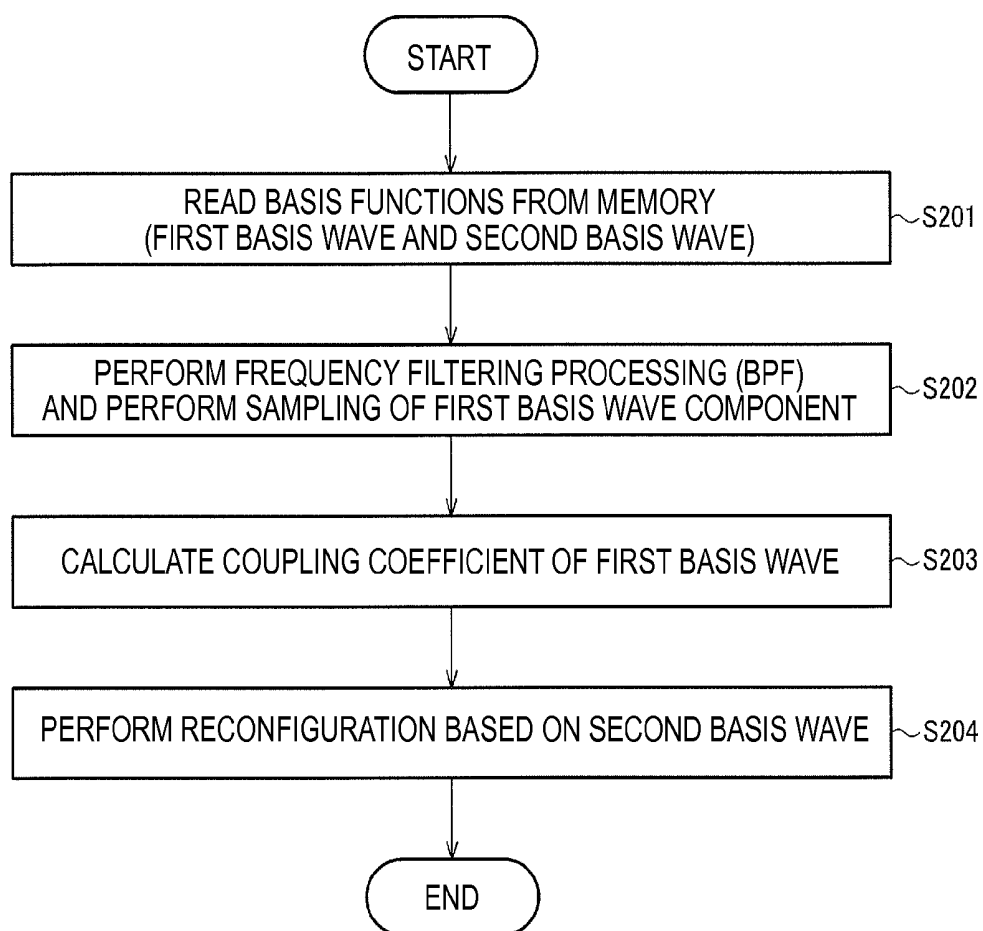 START
READ BASIS FUNCTIONS FROM MEMORY
(FIRST BASIS WAVE AND SECOND BASIS WAVE)
S201
PERFORM FREQUENCY FILTERING PROCESSING (BPF)
AND PERFORM SAMPLING OF FIRST BASIS WAVE COMPONENT
S202
CALCULATE COUPLING COEFFICIENT OF FIRST BASIS WAVE
S203
PERFORM RECONFIGURATION BASED ON SECOND BASIS WAVE
S204
END